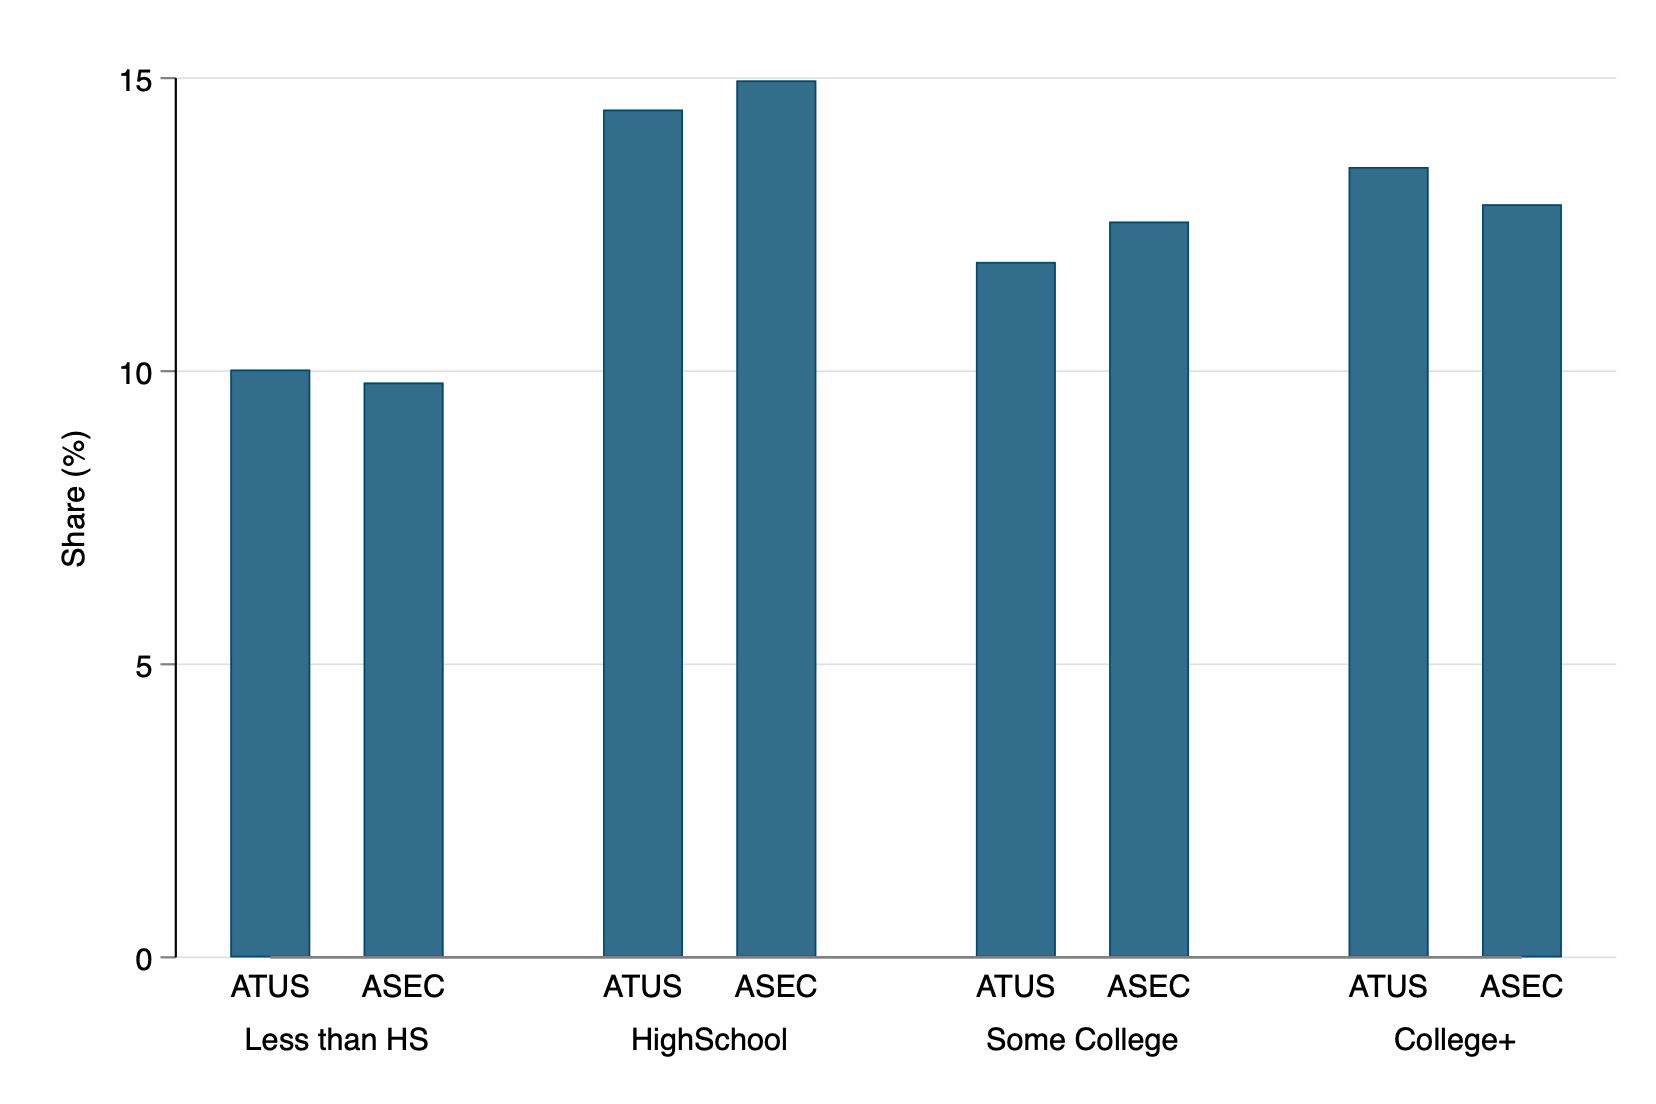 Share (%)
15
10
5
0
ATUS ASEC ATUS ASEC ATUS ASEC ATUS ASEC
Less than HS HighSchool Some College College+